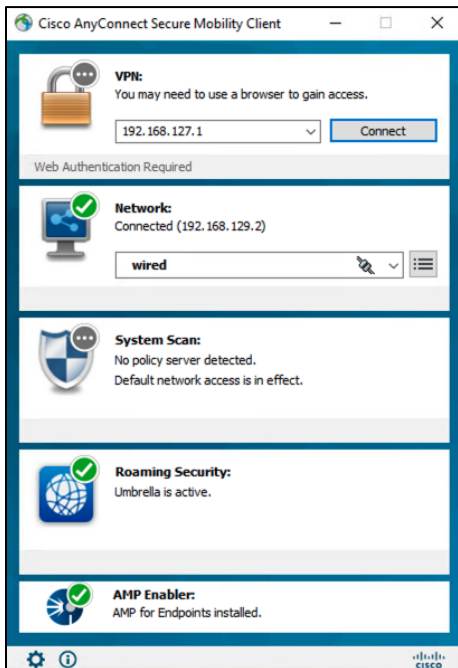 Cisco AnyConnect Secure Mobility Client
VPN:
You may need to use a browser to gain access.
192.168.127.1
Connect
Web Authentication Required
Network:
Connected (192.168.129.2)
wired
System Scan:
No policy server detected.
Default network access is in effect.
Roaming Security:
Umbrella is active.
AMP Enabler:
AMP for Endpoints installed.
CISCO